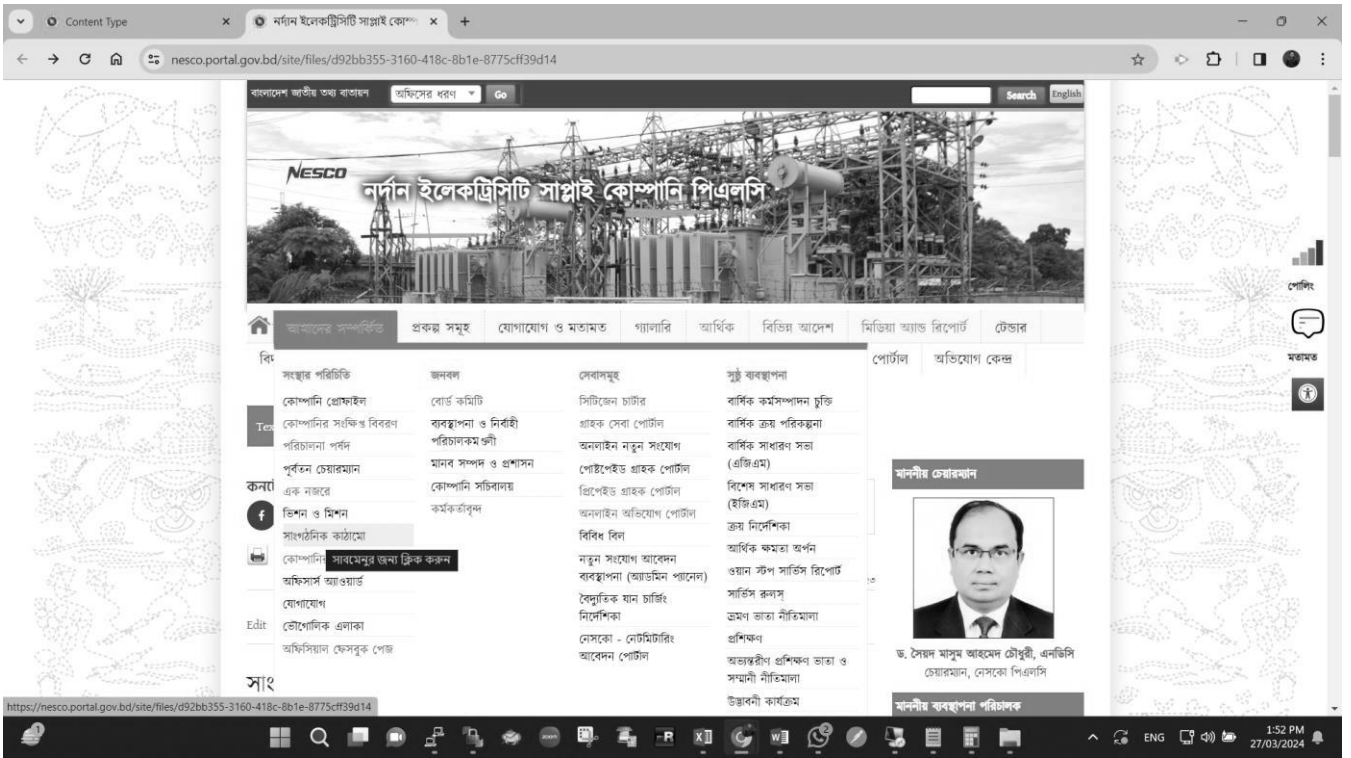 Content Type
নর্দান ইলেকট্রিসিটি সাপ্লাই কোম্প
nesco.portal.gov.bd/site/files/d92bb355-3160-418c-8b1e-8775cff39d14
বাংলাদেশ জাতীয় তথ্য বাতায়ন অফিসের ধরণ Go Search English
NESCO
নর্দান ইলেকট্রিসিটি সাপ্লাই কোম্পানি পিএলসি
আমাদের সম্পর্কিত প্রকল্প সমূহ যোগাযোগ ও মতামত গ্যালারি আর্থিক বিভিন্ন আদেশ মিডিয়া অ্যান্ড রিপোর্ট টেন্ডার
পোর্টাল অভিযোগ কেন্দ্র
সংস্থার পরিচিতি
কোম্পানি প্রোফাইল
কোম্পানির সংক্ষিপ্ত বিবরণ
পরিচালনা পর্ষদ
পূর্বতন চেয়ারম্যান
এক নজরে
ভিশন ও মিশন
সাংগঠনিক কাঠামো
সাবমেনুর জন্য ক্লিক করুন
অফিসার্স অ্যাওয়ার্ড
যোগাযোগ
ভৌগোলিক এলাকা
অফিসিয়াল ফেসবুক পেজ
জনবল
বোর্ড কমিটি
ব্যবস্থাপনা ও নির্বাহী
পরিচালকমণ্ডলী
মানব সম্পদ ও প্রশাসন
কোম্পানি সচিবালয়
কর্মকর্তাবৃন্দ
সেবাসমূহ
সিটিজেন চার্টার
গ্রাহক সেবা পোর্টাল
অনলাইন নতুন সংযোগ
পোষ্টপেইড গ্রাহক পোর্টাল
প্রিপেইড গ্রাহক পোর্টাল
অনলাইন অভিযোগ পোর্টাল
বিবিধ বিল
নতুন সংযোগ আবেদন
ব্যবস্থাপনা (অ্যাডমিন প্যানেল)
বৈদ্যুতিক যান চার্জিং
নির্দেশিকা
নেসকো - নেটমিটারিং
আবেদন পোর্টাল
সুষ্ঠু ব্যবস্থাপনা
বার্ষিক কর্মসম্পাদন চুক্তি
বার্ষিক ক্রয় পরিকল্পনা
বার্ষিক সাধারণ সভা
(এজিএম)
বিশেষ সাধারণ সভা
(ইজিএম)
ক্রয় নির্দেশিকা
আর্থিক ক্ষমতা অর্পন
ওয়ান স্টপ সার্ভিস রিপোর্ট
সার্ভিস রুলস্
ভ্রমণ ভাতা নীতিমালা
প্রশিক্ষণ
অভ্যন্তরীণ প্রশিক্ষণ ভাতা ও
সম্মানী নীতিমালা
উদ্ভাবনী কার্যক্রম
Edit
মাননীয় চেয়ারম্যান
ড. সৈয়দ মাসুম আহমেদ চৌধুরী, এনডিসি
চেয়ারম্যান, নেসকো পিএলসি
মাননীয় ব্যবস্থাপনা পরিচালক
পোলিং
মতামত
https://nesco.portal.gov.bd/site/files/d92bb355-3160-418c-8b1e-8775cff39d14
zoom
ENG
1:52 PM
27/03/2024